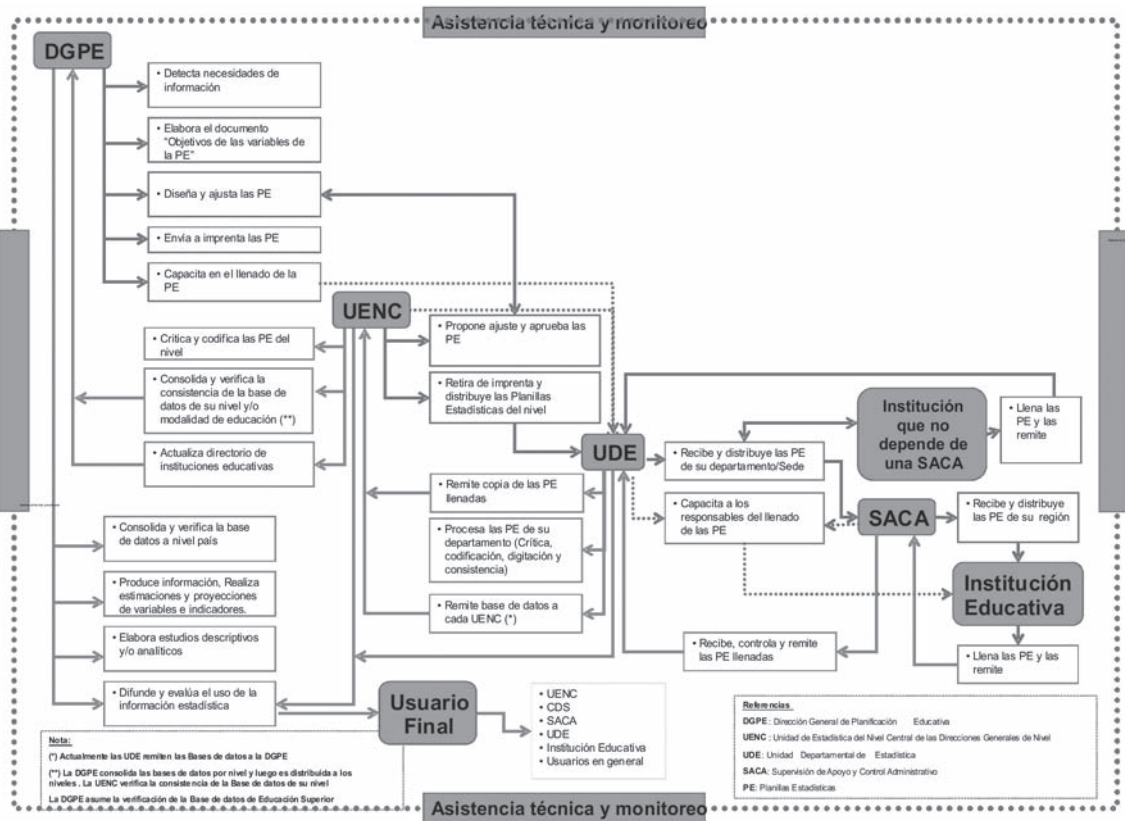 Asistencia técnica y monitoreo
DGPE
• Detecta necesidades de
información
• Elabora el documento
"Objetivos de las variables de
la PE"
• Diseña y ajusta las PE
• Envía a imprenta las PE
• Capacita en el llenado de la
PE
UENC
• Propone ajuste y aprueba las
PE
• Retira de imprenta y
distribuye las Planillas
Estadísticas del nivel
• Critica y codifica las PE del
nivel
• Consolida y verifica la
consistencia de la base de
datos de su nivel y/o
modalidad de educación (**)
• Actualiza directorio de
instituciones educativas
UDE
• Recibe y distribuye las PE
de su departamento/Sede
Institución
que no
depende de
una SACA
• Llena las
PE y las
remite
• Remite copia de las PE
llenadas
• Procesa las PE de su
departamento (Crítica,
codificación, digitación y
consistencia)
• Remite base de datos a
cada UENC (*)
• Capacita a los
responsables del llenado
de las PE
SACA
• Recibe y distribuye
las PE de su región
Institución
Educativa
• Llena las PE y las
remite
• Recibe, controla y remite
las PE llenadas
• Consolida y verifica la base
de datos a nivel país
• Produce información, Realiza
estimaciones y proyecciones
de variables e indicadores.
• Elabora estudios descriptivos
y/o analíticos
• Difunde y evalúa el uso de la
información estadística
Usuario
Final
• UENC
• CDS
• SACA
• UDE
• Institución Educativa
• Usuarios en general
Nota:
(*) Actualmente las UDE remiten las Bases de datos a la DGPE
(**) La DGPE consolida las bases de datos por nivel y luego es distribuida a los
niveles . La UENC verifica la consistencia de la Base de datos de su nivel
La DGPE asume la verificación de la Base de datos de Educación Superior
Referencias
DGPE : Dirección General de Planificación Educativa
UENC : Unidad de Estadística del Nivel Central de las Direcciones Generales de Nivel
UDE : Unidad Departamental de Estadística
SACA: Supervisión de Apoyo y Control Administrativo
PE: Planillas Estadísticas
Asistencia técnica y monitoreo